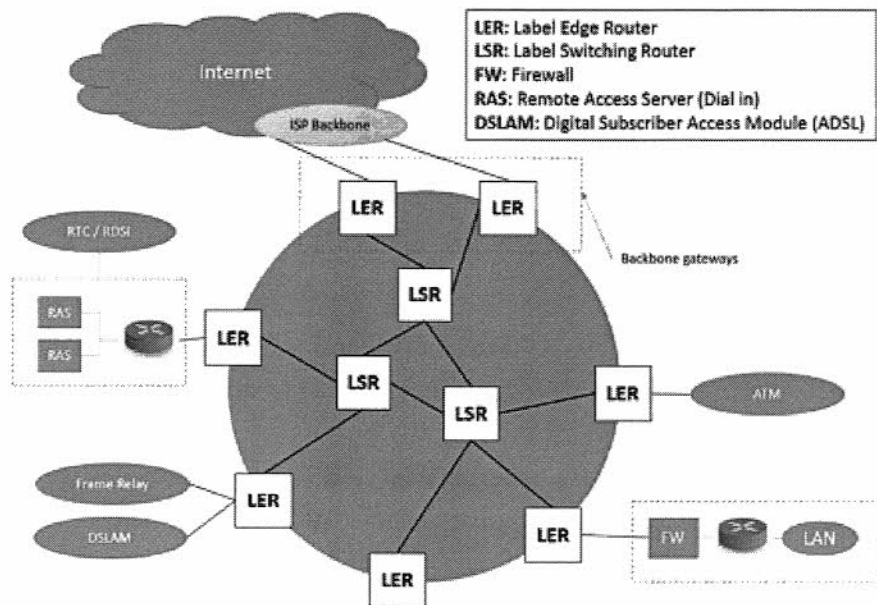 LER: Label Edge Router
LSR: Label Switching Router
FW: Firewall
RAS: Remote Access Server (Dial in)
DSLAM: Digital Subscriber Access Module (ADSL)
Internet
ISP Backbone
LER
LER
RTC / RDSI
Backbone gateways
LSR
RAS
RAS
LER
LSR
LSR
LER
ATM
Frame Relay
DSLAM
LER
LER
FW
LAN
LER